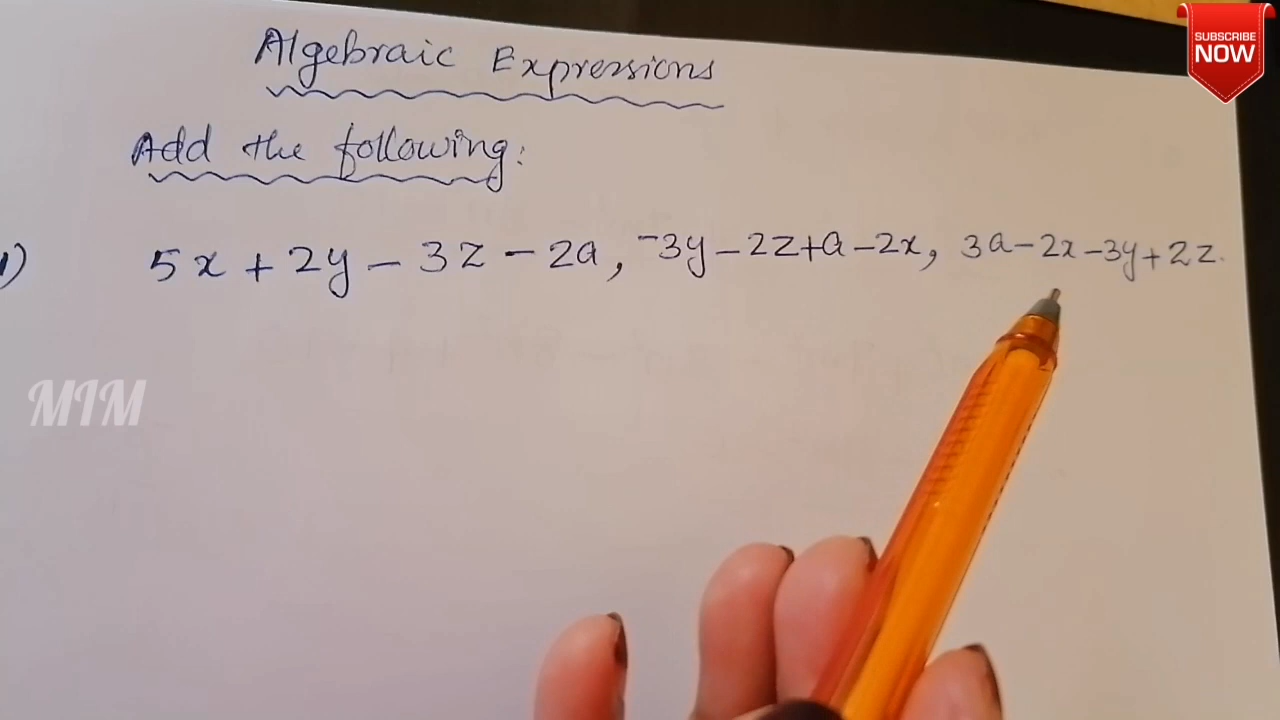 SUBSCRIBE
NOW
Algebraic Expressions
Add the following:
1) 5x + 2y - 3z - 2a, -3y - 2z + a - 2x, 3a - 2x - 3y + 2z.
MIM